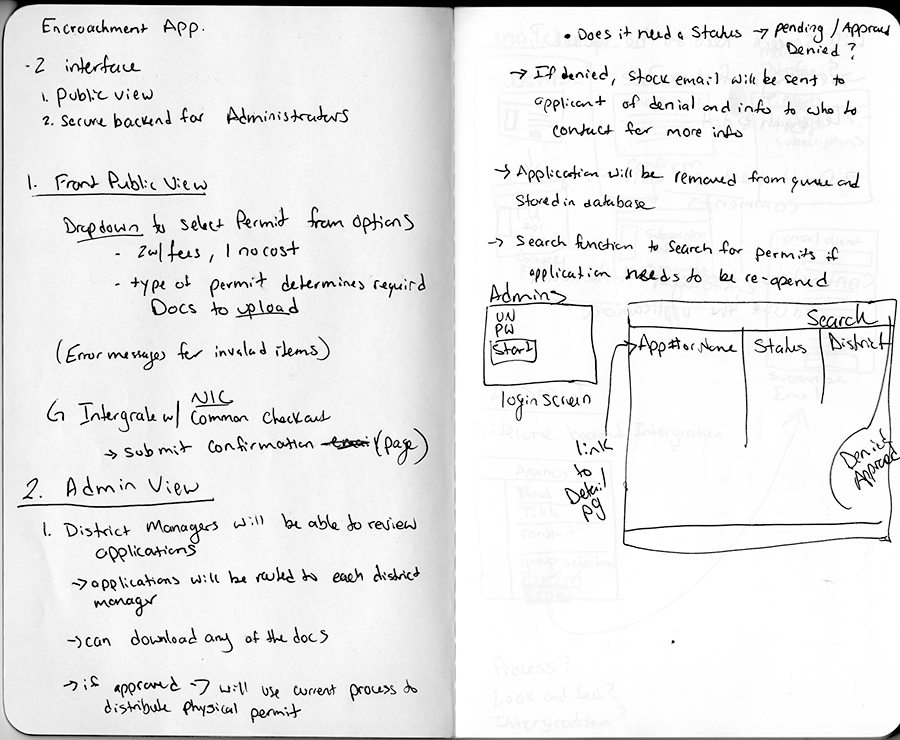 Encroachment App.
-2 interface
1. Public view
2. Secure backend for Administrators
1. Front Public View
Dropdown to select Permit from options
- 2 w/ fees, 1 no cost
- type of permit determines requird
Docs to upload
(Error messages for invalad items)
G Intergrate w/ NIC Common Checkout
→ submit confirmation (page)
2. Admin View
1. District Managers will be able to review
applications
→ applications will be routed to each district
manager
→ can download any of the docs
→ if approved → will use current process to
distribute physical permit
• Does it need a Status → pending / Approved
Denied?
→ If denied, stock email will be sent to
applicant of denial and info to who to
contact for more info
→ Application will be removed from queue and
stored in database
→ Search function to search for permits if
application needs to be re-opened
Admins
UN
PW
Start
login screen
Search
App# or Name Status District
link
to
Detail
pg
Denied
Approved
Process?
Look and feel?
Intergration?